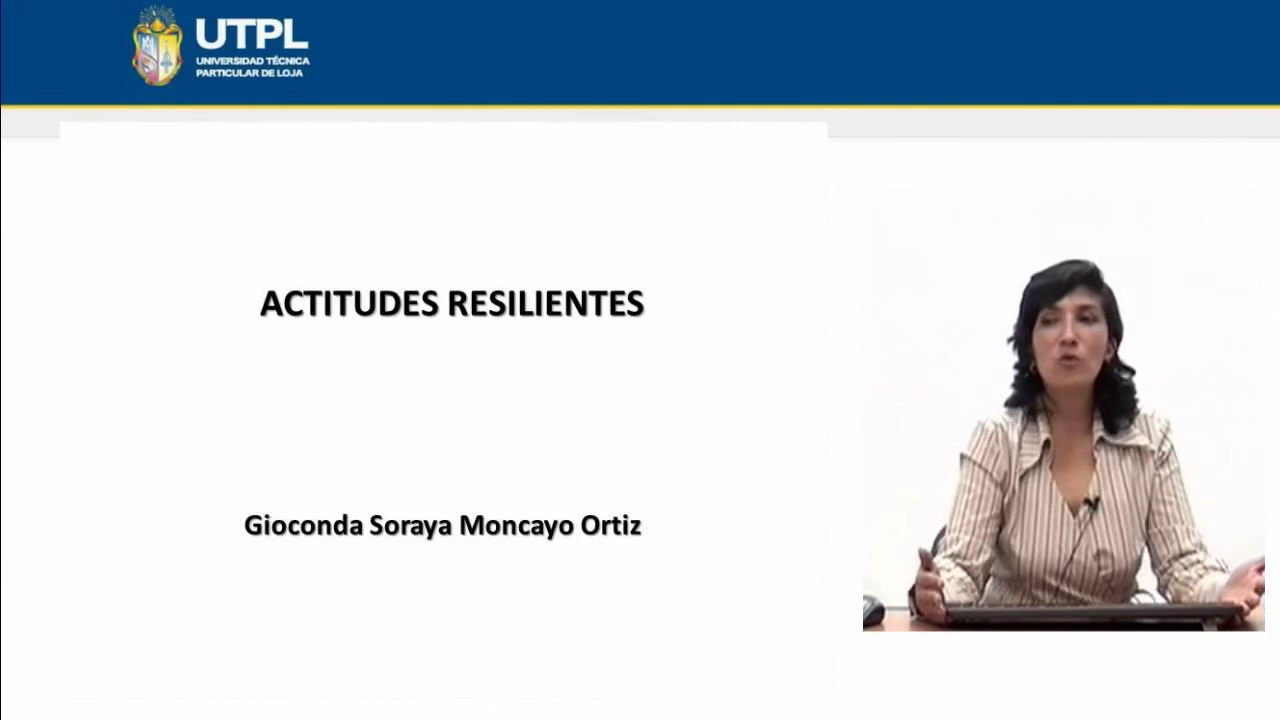 UTPL
UNIVERSIDAD TÉCNICA
PARTICULAR DE LOJA
ACTITUDES RESILIENTES
Gioconda Soraya Moncayo Ortiz